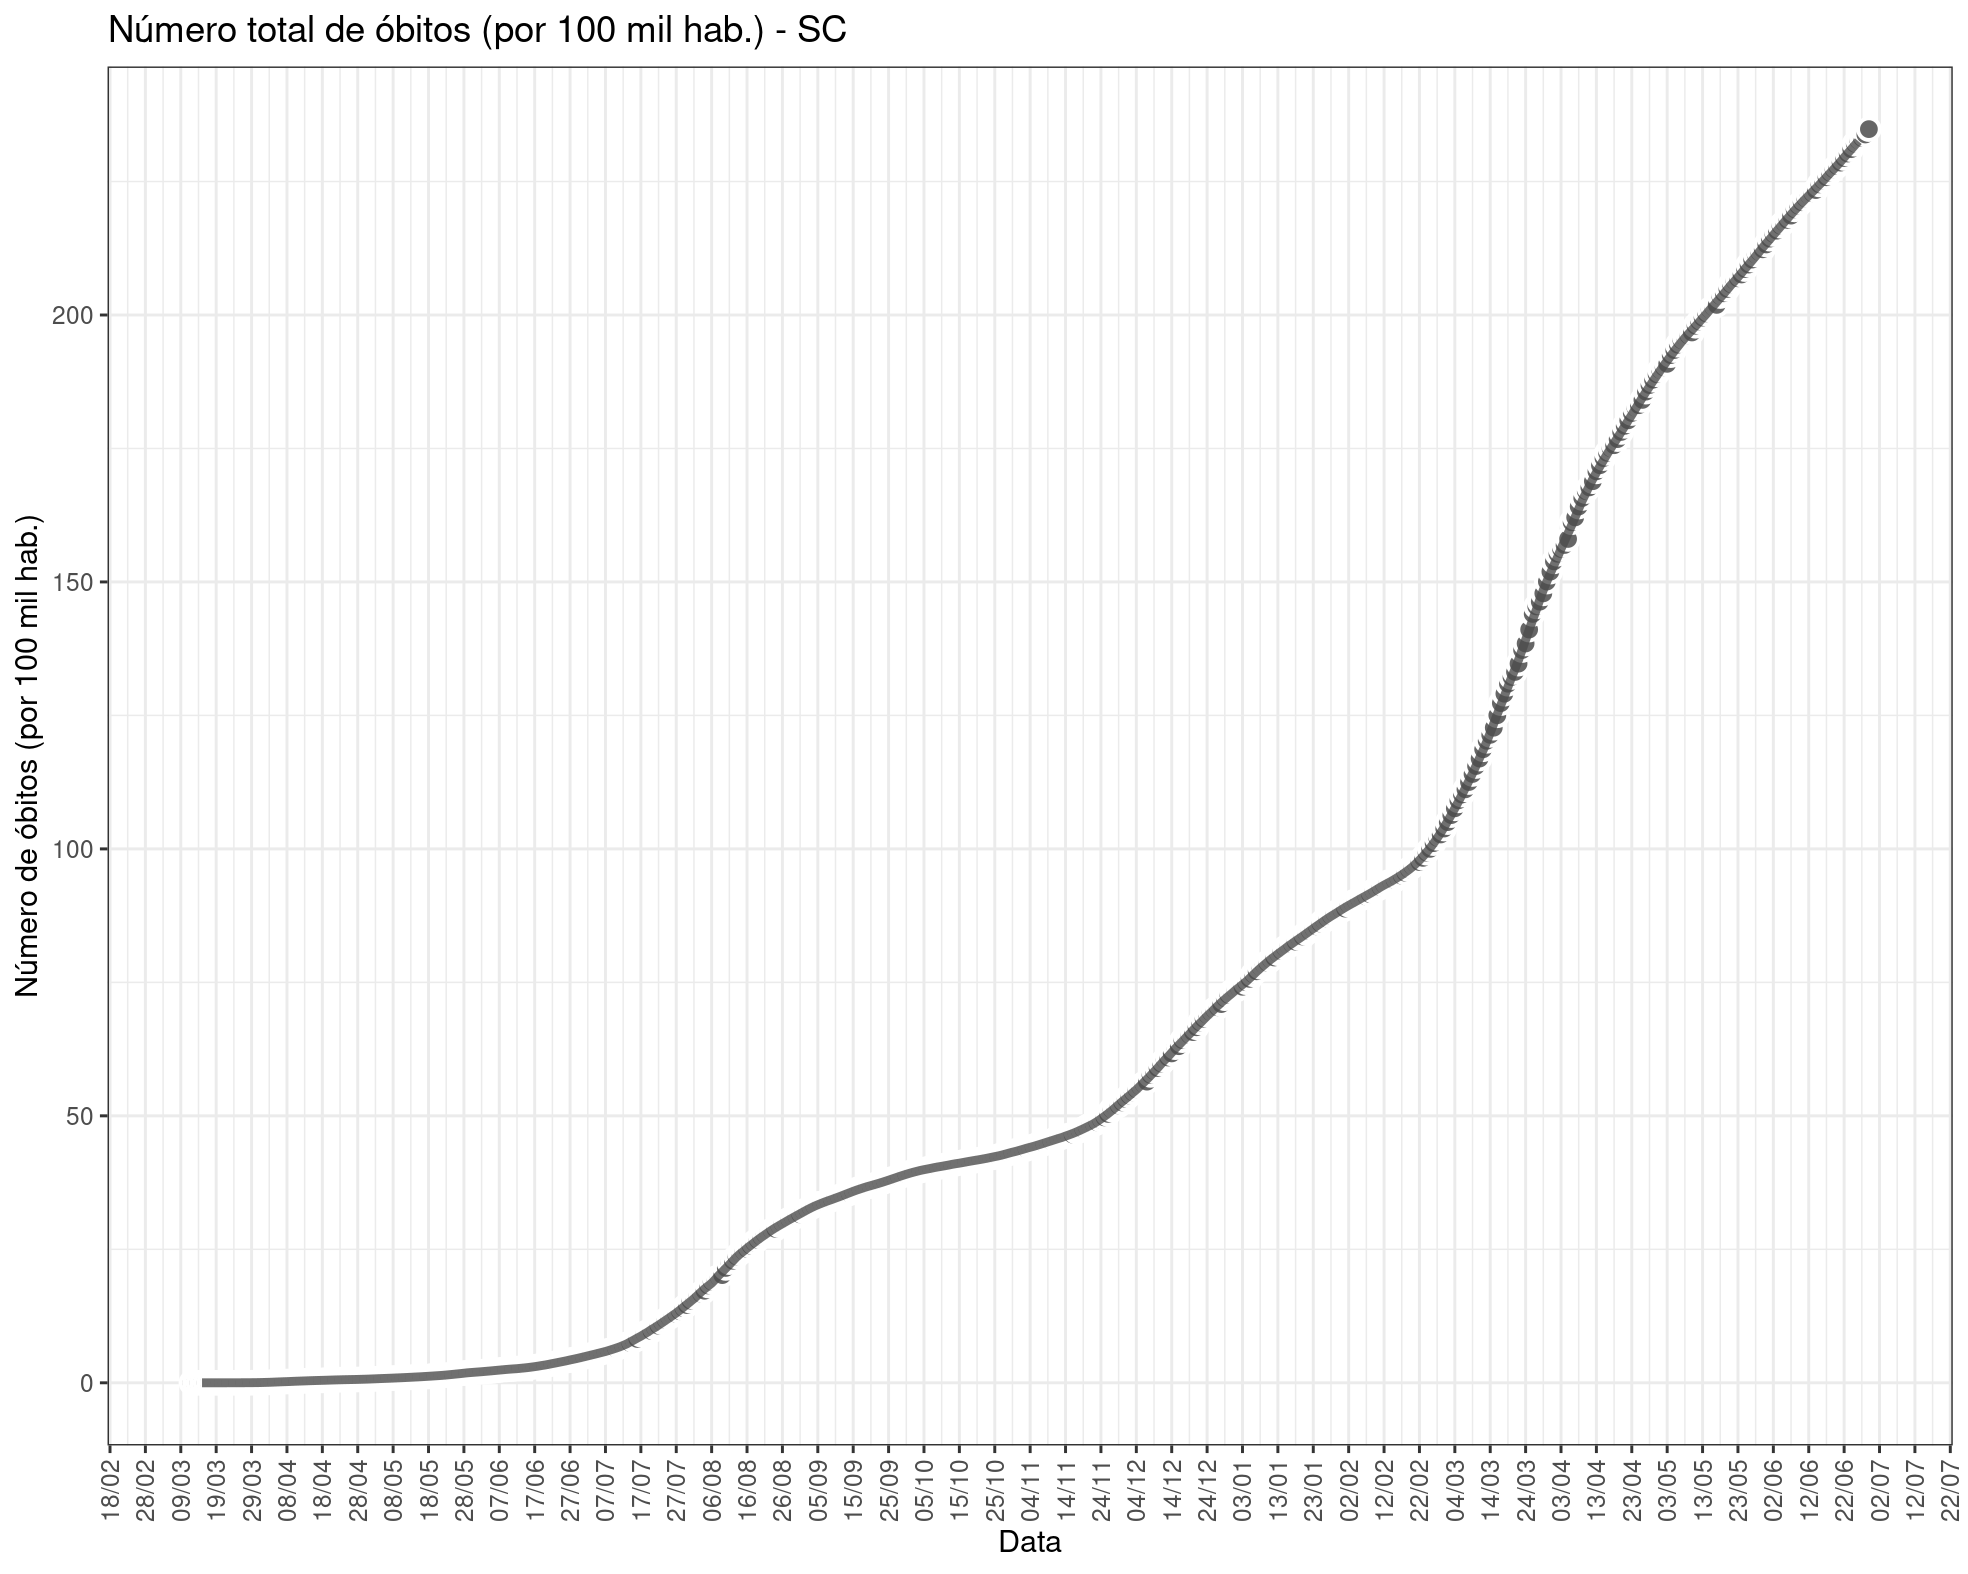 Número total de óbitos (por 100 mil hab.) - SC
Número de óbitos (por 100 mil hab.)
200
150
100
50
0
18/02 28/02 09/03 19/03 29/03 08/04 18/04 28/04 08/05 18/05 28/05 07/06 17/06 27/06 07/07 17/07 27/07 06/08 16/08 26/08 05/09 15/09 25/09 05/10 15/10 25/10 04/11 14/11 24/11 04/12 14/12 24/12 03/01 13/01 23/01 02/02 12/02 22/02 04/03 14/03 24/03 03/04 13/04 23/04 03/05 13/05 23/05 02/06 12/06 22/06 02/07 12/07 22/07
Data